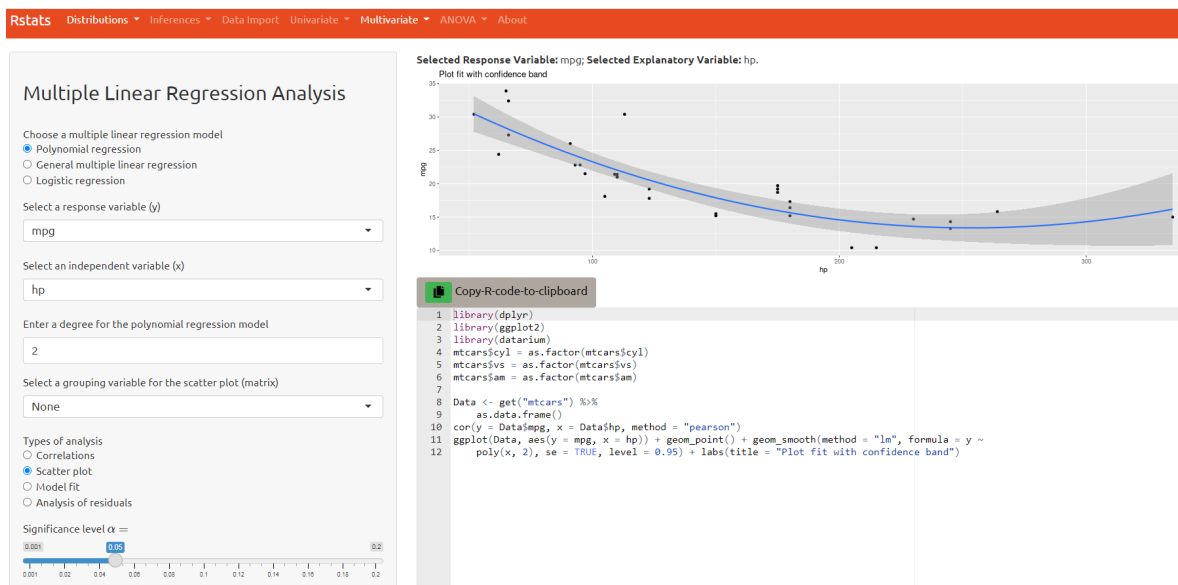 Rstats Distributions Inferences Data Import Univariate Multivariate ANOVA About
Multiple Linear Regression Analysis
Choose a multiple linear regression model
Polynomial regression
General multiple linear regression
Logistic regression
Select a response variable (y)
mpg
Select an independent variable (x)
hp
Enter a degree for the polynomial regression model
2
Select a grouping variable for the scatter plot (matrix)
None
Types of analysis
Correlations
Scatter plot
Model fit
Analysis of residuals
Significance level α =
0.001 0.05 0.2
0.001 0.02 0.04 0.06 0.08 0.1 0.12 0.14 0.16 0.18 0.2
Selected Response Variable: mpg; Selected Explanatory Variable: hp.
Plot fit with confidence band
35
30
25
20
15
10
mpg
100 200 300
hp
Copy-R-code-to-clipboard
1 library(dplyr)
2 library(ggplot2)
3 library(datarium)
4 mtcars$cyl = as.factor(mtcars$cyl)
5 mtcars$vs = as.factor(mtcars$vs)
6 mtcars$am = as.factor(mtcars$am)
7
8 Data <- get("mtcars") %>%
9 as.data.frame()
10 cor(y = Data$mpg, x = Data$hp, method = "pearson")
11 ggplot(Data, aes(y = mpg, x = hp)) + geom_point() + geom_smooth(method = "lm", formula = y ~
12 poly(x, 2), se = TRUE, level = 0.95) + labs(title = "Plot fit with confidence band")